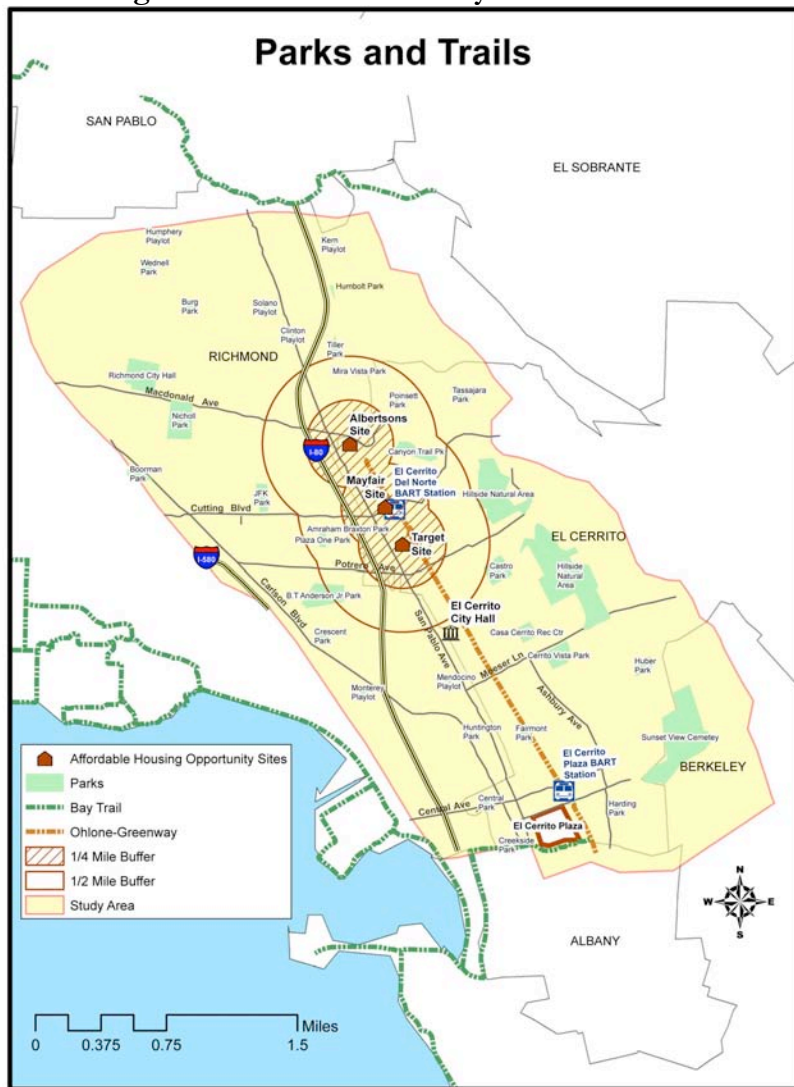 Parks and Trails
SAN PABLO
EL SOBRANTE
Humphery
Playlot
Kern
Playlot
Wednell
Park
Humbolt Park
Burg
Park
Solano
Playlot
Clinton
Playlot
Tiller
Park
RICHMOND
Mira Vista Park
Richmond City Hall
Macdonald Ave
Poinsett
Park
Tassajara
Park
Nicholl
Park
Albertsons
Site
I-80
Canyon Trail Pk
Boorman
Park
Mayfair
Site
El Cerrito
Del Norte
BART Station
Hillside Natural Area
JFK
Park
Cutting Blvd
Amraham Braxton Park
Plaza One Park
Target
Site
EL CERRITO
I-580
Potrero Ave
Castro
Park
Hillside
Natural
Area
Carlson Blvd
B.T Anderson Jr Park
San Pablo Ave
El Cerrito
City Hall
Crescent
Park
Casa Cerrito Rec Ctr
Moeser Ln
Cerrito Vista Park
Huber
Park
Mendocino
Playlot
Monterey
Playlot
Ashbury Ave
Huntington
Park
Fairmont
Park
Sunset View Cemetey
El Cerrito
Plaza BART
Station
BERKELEY
Central Ave
Central
Park
Harding
Park
El Cerrito Plaza
Creekside
Park
ALBANY
Affordable Housing Opportunity Sites
Parks
Bay Trail
Ohlone-Greenway
1/4 Mile Buffer
1/2 Mile Buffer
Study Area
N
W E
S
Miles
0 0.375 0.75 1.5